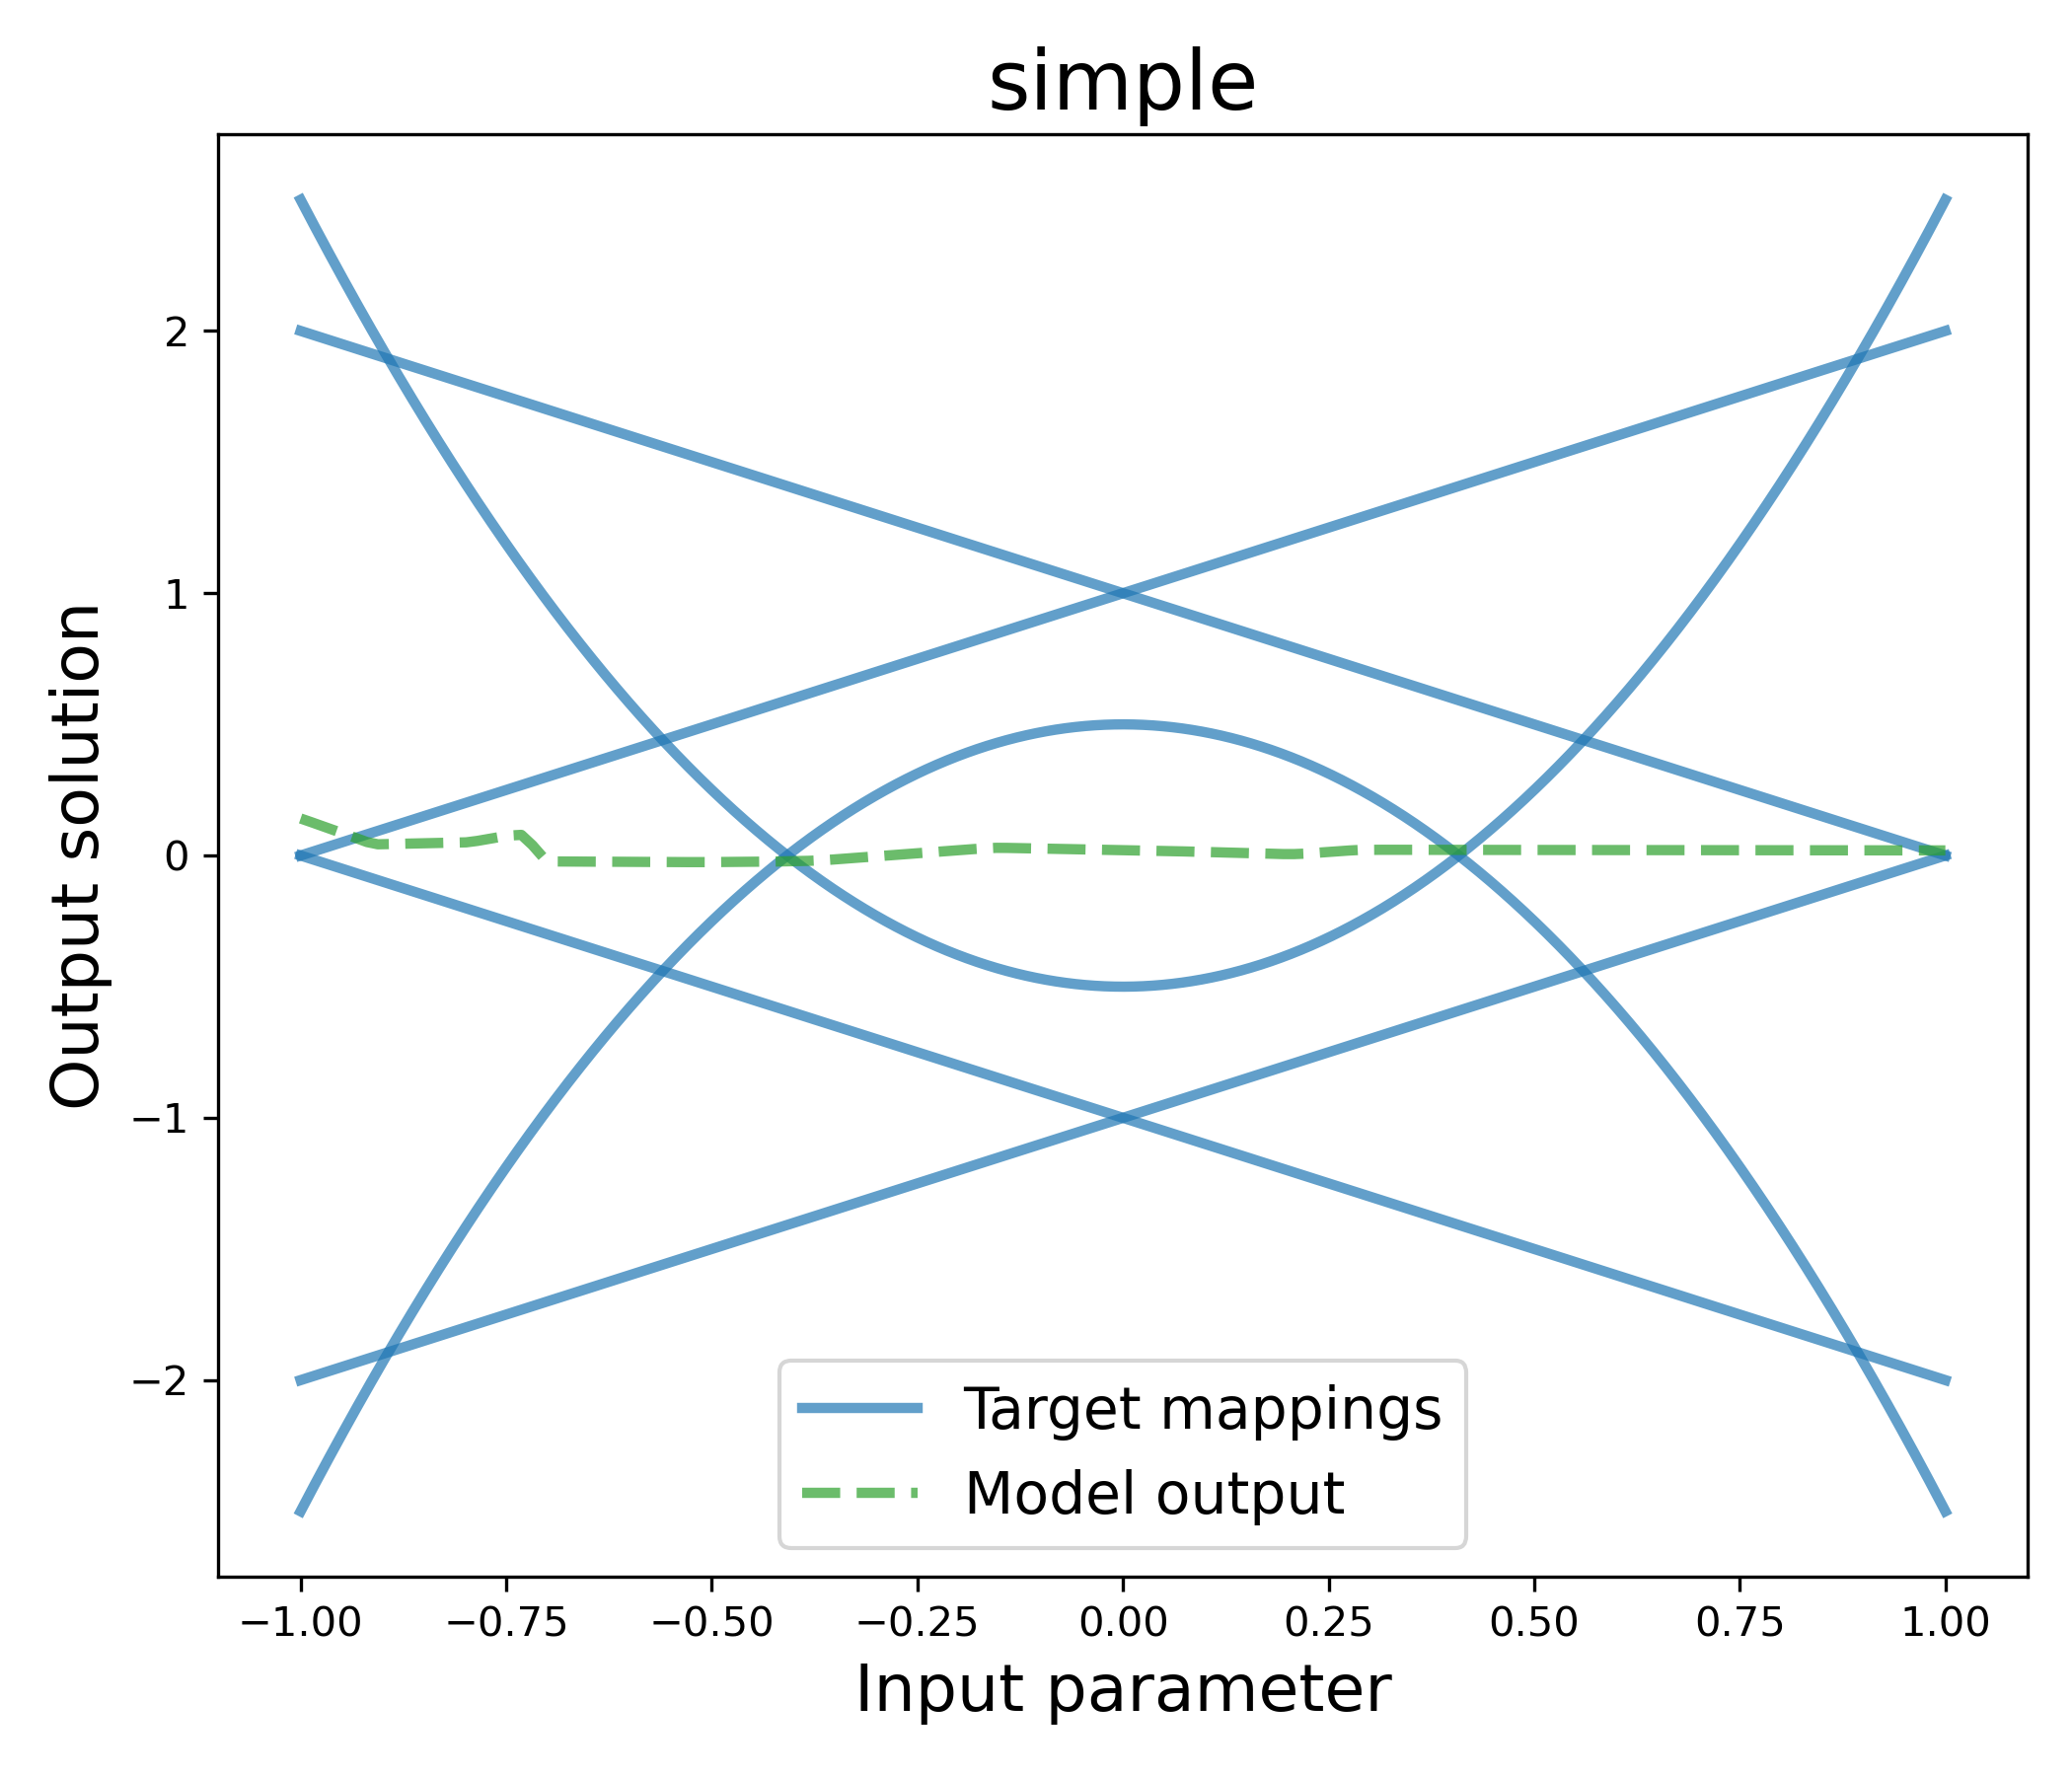 simple
Output solution
2
1
0
−1
−2
Target mappings
Model output
−1.00 −0.75 −0.50 −0.25 0.00 0.25 0.50 0.75 1.00
Input parameter